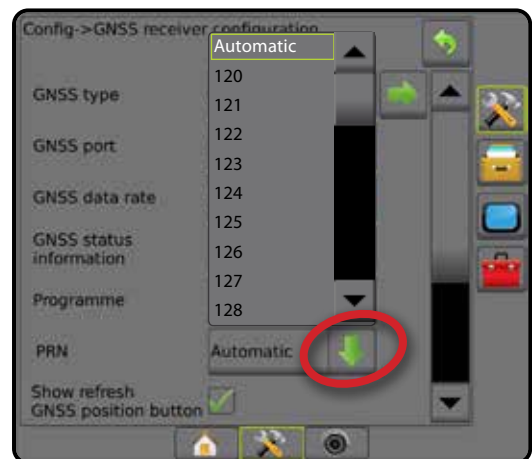 Config->GNSS receiver configuration
Automatic
120
121
122
123
124
125
126
127
128
GNSS type
GNSS port
GNSS data rate
GNSS status
information
Programme
PRN
Automatic
Show refresh
GNSS position button